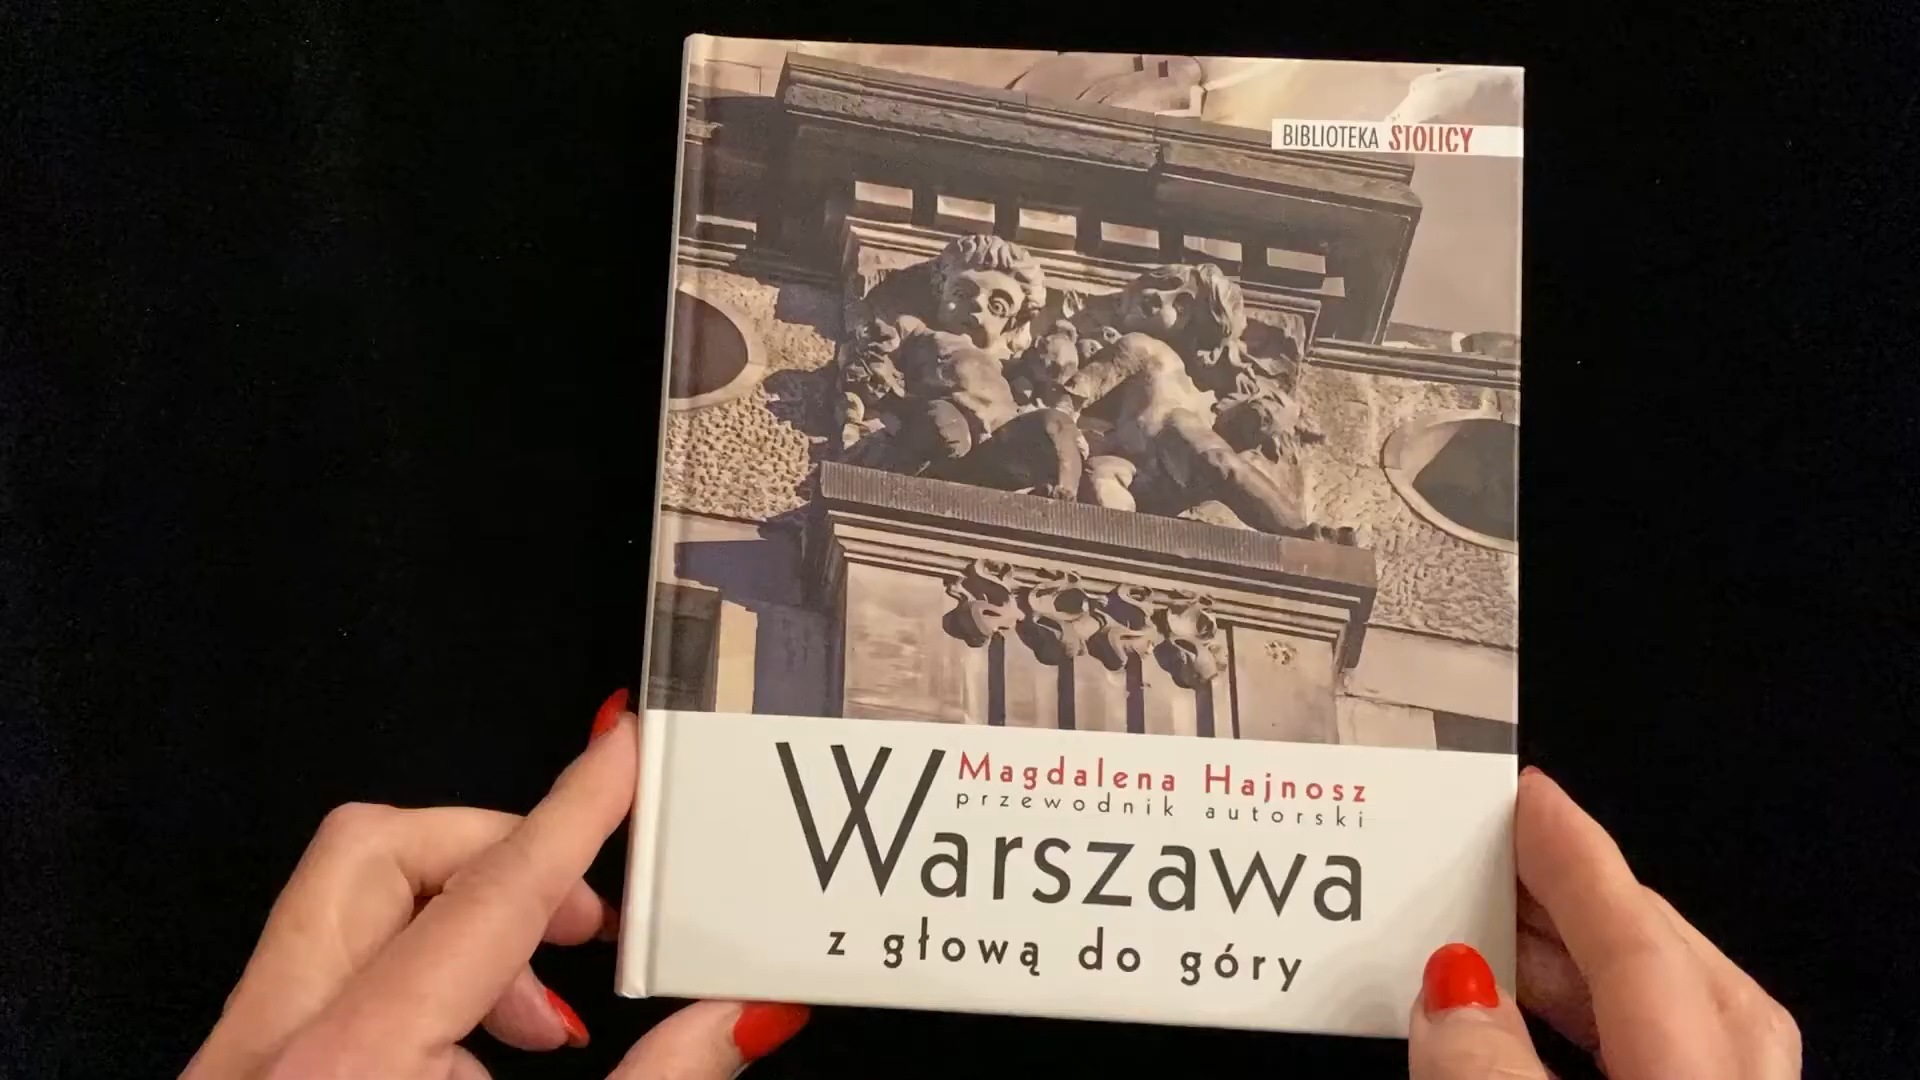 BIBLIOTEKA STOLICY
Magdalena Hajnosz
przewodnik autorski
Warszawa
z głową do góry